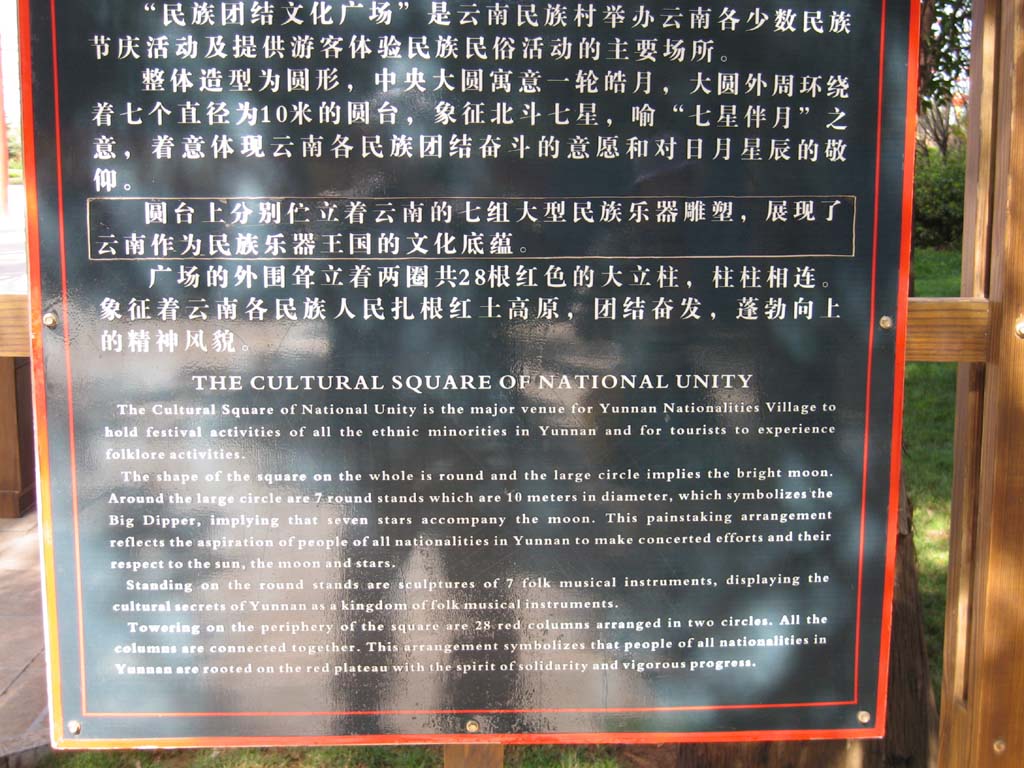 “民族团结文化广场”是云南民族村举办云南各少数民族
节庆活动及提供游客体验民族民俗活动的主要场所。
整体造型为圆形，中央大圆寓意一轮皓月，大圆外周环绕
着七个直径为10米的圆台，象征北斗七星，喻“七星伴月”之
意，着意体现云南各民族团结奋斗的意愿和对日月星辰的敬
仰。
圆台上分别伫立着云南的七组大型民族乐器雕塑，展现了
云南作为民族乐器王国的文化底蕴。
广场的外围耸立着两圈共28根红色的大立柱，柱柱相连。
象征着云南各民族人民扎根红土高原，团结奋发，蓬勃向上
的精神风貌。
THE CULTURAL SQUARE OF NATIONAL UNITY
The Cultural Square of National Unity is the major venue for Yunnan Nationalities Village to
hold festival activities of all the ethnic minorities in Yunnan and for tourists to experience
folklore activities.
The shape of the square on the whole is round and the large circle implies the bright moon.
Around the large circle are 7 round stands which are 10 meters in diameter, which symbolizes the
Big Dipper, implying that seven stars accompany the moon. This painstaking arrangement
reflects the aspiration of people of all nationalities in Yunnan to make concerted efforts and their
respect to the sun, the moon and stars.
Standing on the round stands are sculptures of 7 folk musical instruments, displaying the
cultural secrets of Yunnan as a kingdom of folk musical instruments.
Towering on the periphery of the square are 28 red columns arranged in two circles. All the
columns are connected together. This arrangement symbolizes that people of all nationalities in
Yunnan are rooted on the red plateau with the spirit of solidarity and vigorous progress.